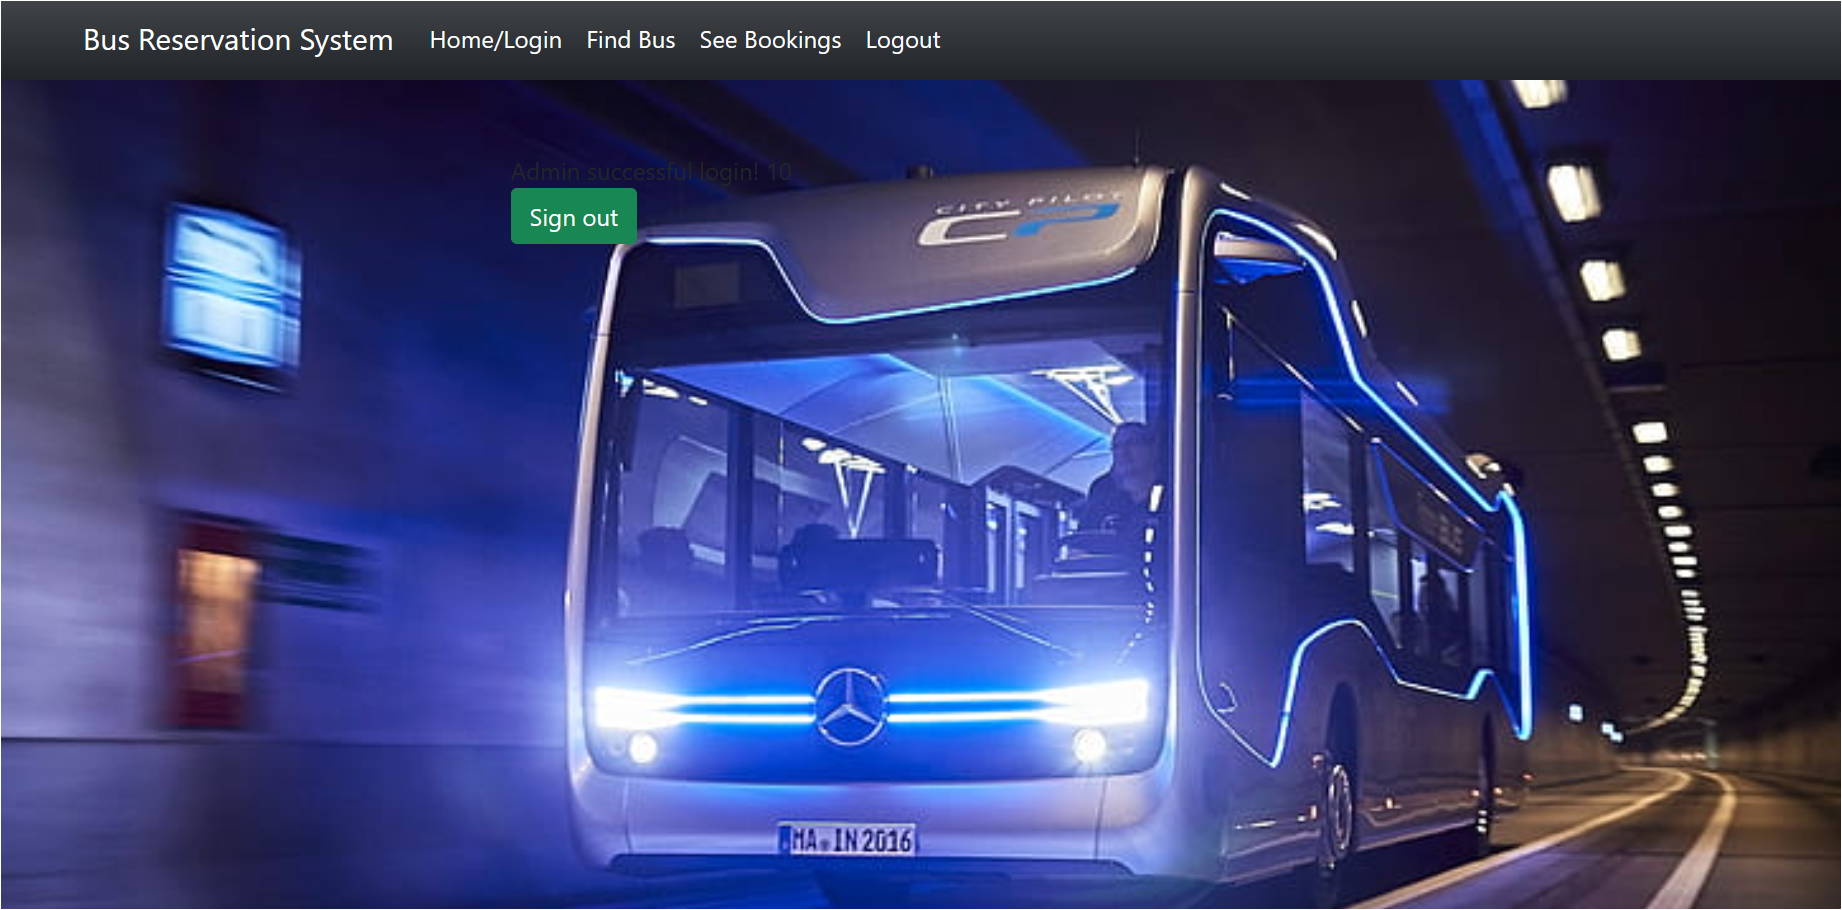 Bus Reservation System Home/Login Find Bus See Bookings Logout
Admin successful login! 10
Sign out
CITY PILOT
CP
BUS
MA IN 2016